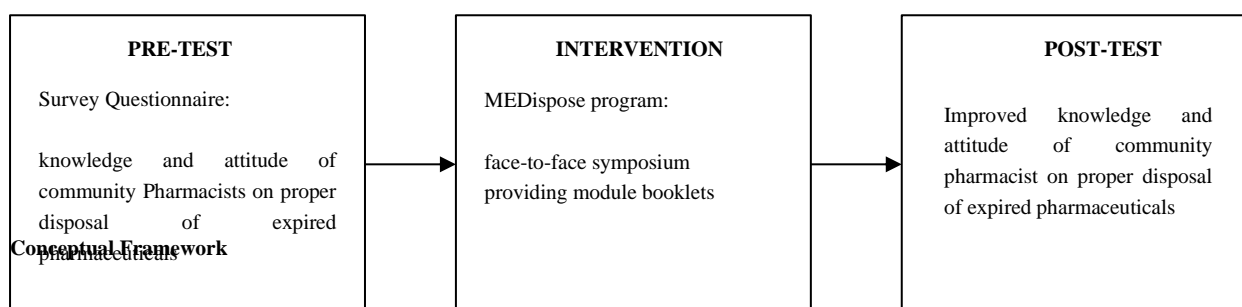 PRE-TEST
Survey Questionnaire:
knowledge and attitude of
community Pharmacists on proper
disposal of expired
pharmaceuticals
Conceptual Framework
INTERVENTION
MEDispose program:
face-to-face symposium
providing module booklets
POST-TEST
Improved knowledge and
attitude of community
pharmacist on proper disposal
of expired pharmaceuticals